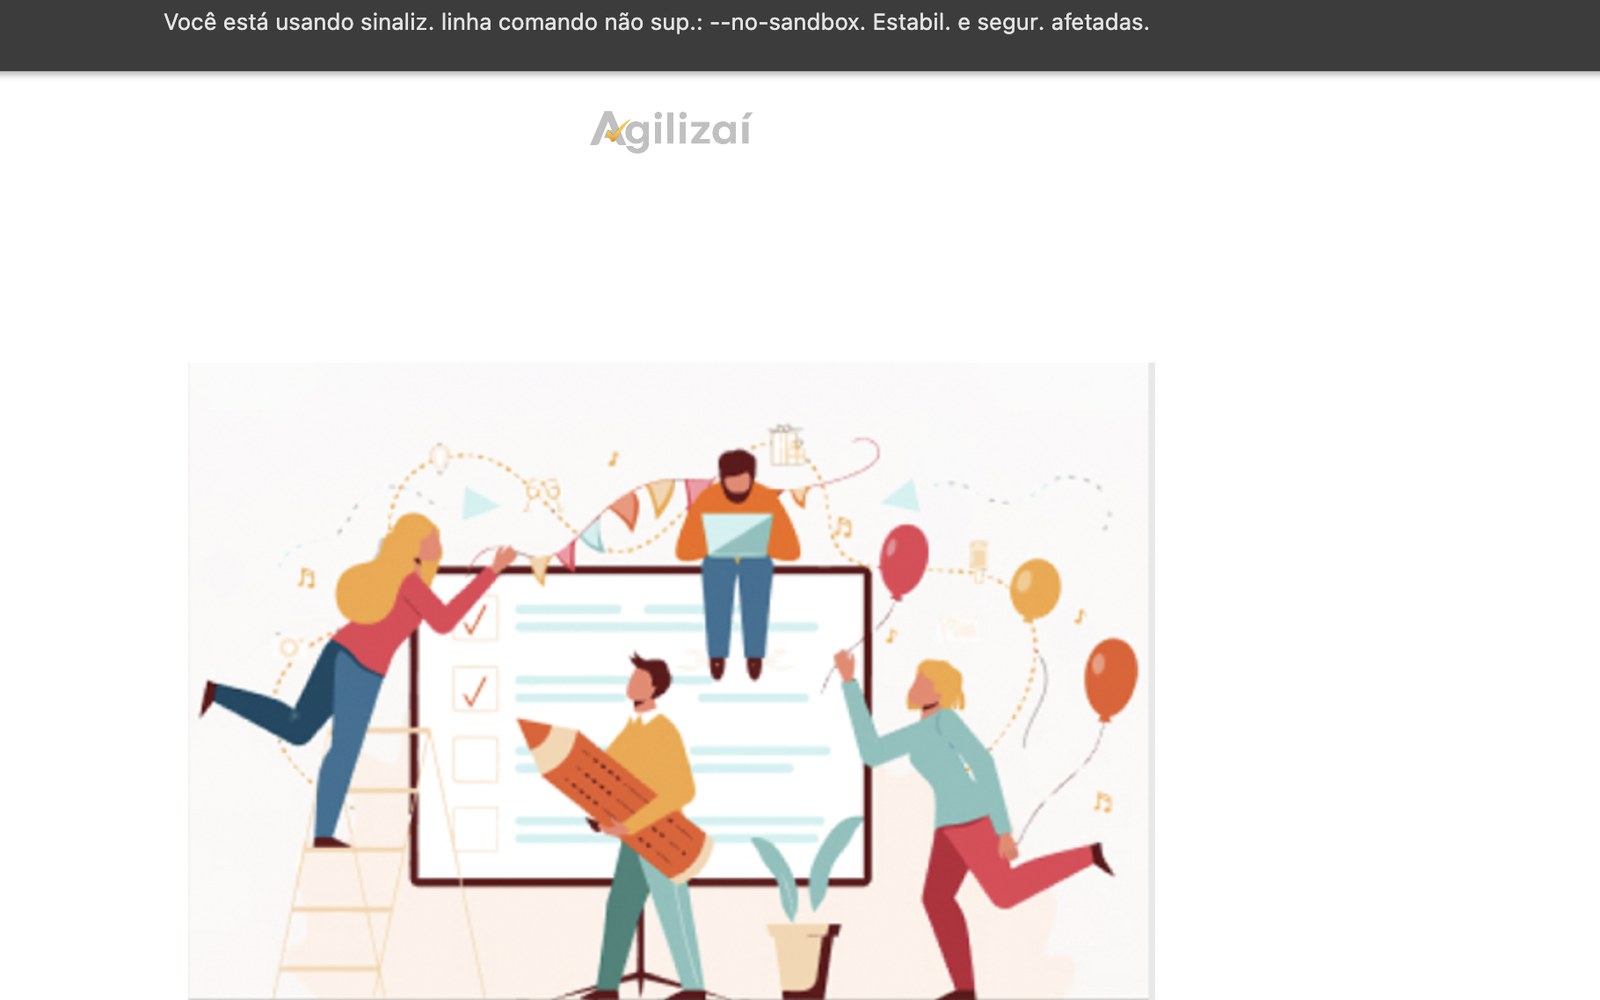 Você está usando sinaliz. linha comando não sup.: --no-sandbox. Estabil. e segur. afetadas.
Agilizaí